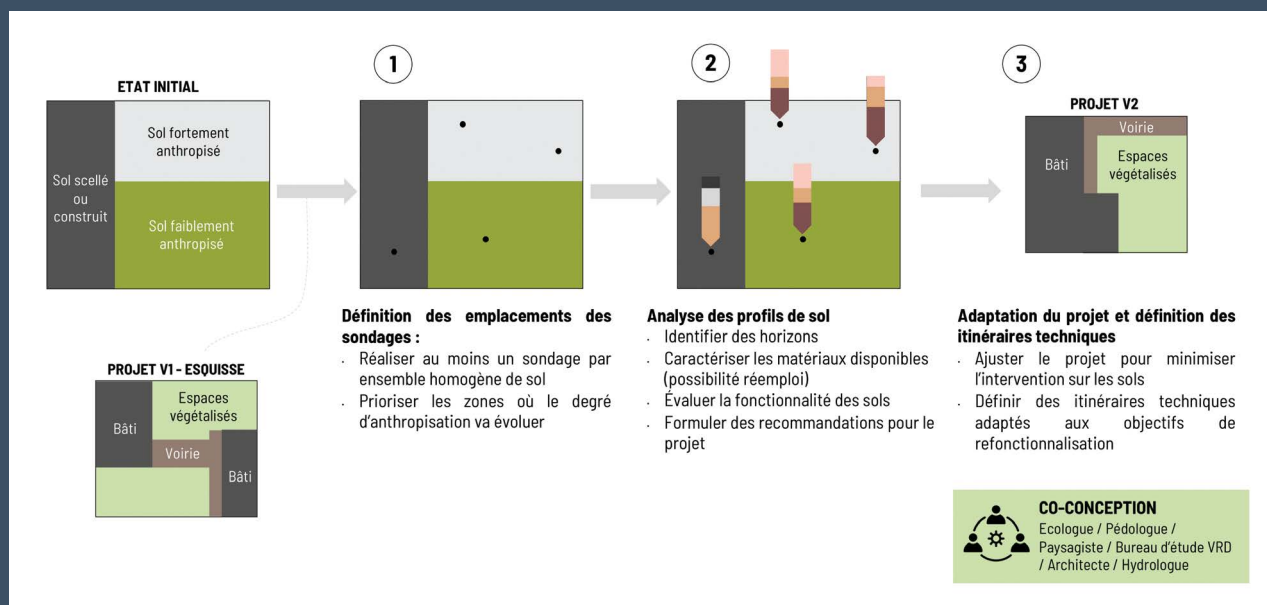 ETAT INITIAL
Sol scellé
ou
construit
Sol fortement
anthropisé
Sol faiblement
anthropisé
PROJET V1 - ESQUISSE
Bâti
Espaces
végétalisés
Voirie
Bâti
1
Définition des emplacements des
sondages :
. Réaliser au moins un sondage par
ensemble homogène de sol
. Prioriser les zones où le degré
d'anthropisation va évoluer
2
Analyse des profils de sol
. Identifier des horizons
. Caractériser les matériaux disponibles
(possibilité réemploi)
. Évaluer la fonctionnalité des sols
. Formuler des recommandations pour le
projet
3
PROJET V2
Voirie
Bâti
Espaces
végétalisés
Adaptation du projet et définition des
itinéraires techniques
. Ajuster le projet pour minimiser
l'intervention sur les sols
. Définir des itinéraires techniques
adaptés aux objectifs de
refonctionnalisation
CO-CONCEPTION
Ecologue / Pédologue /
Paysagiste / Bureau d'étude VRD
/ Architecte / Hydrologue